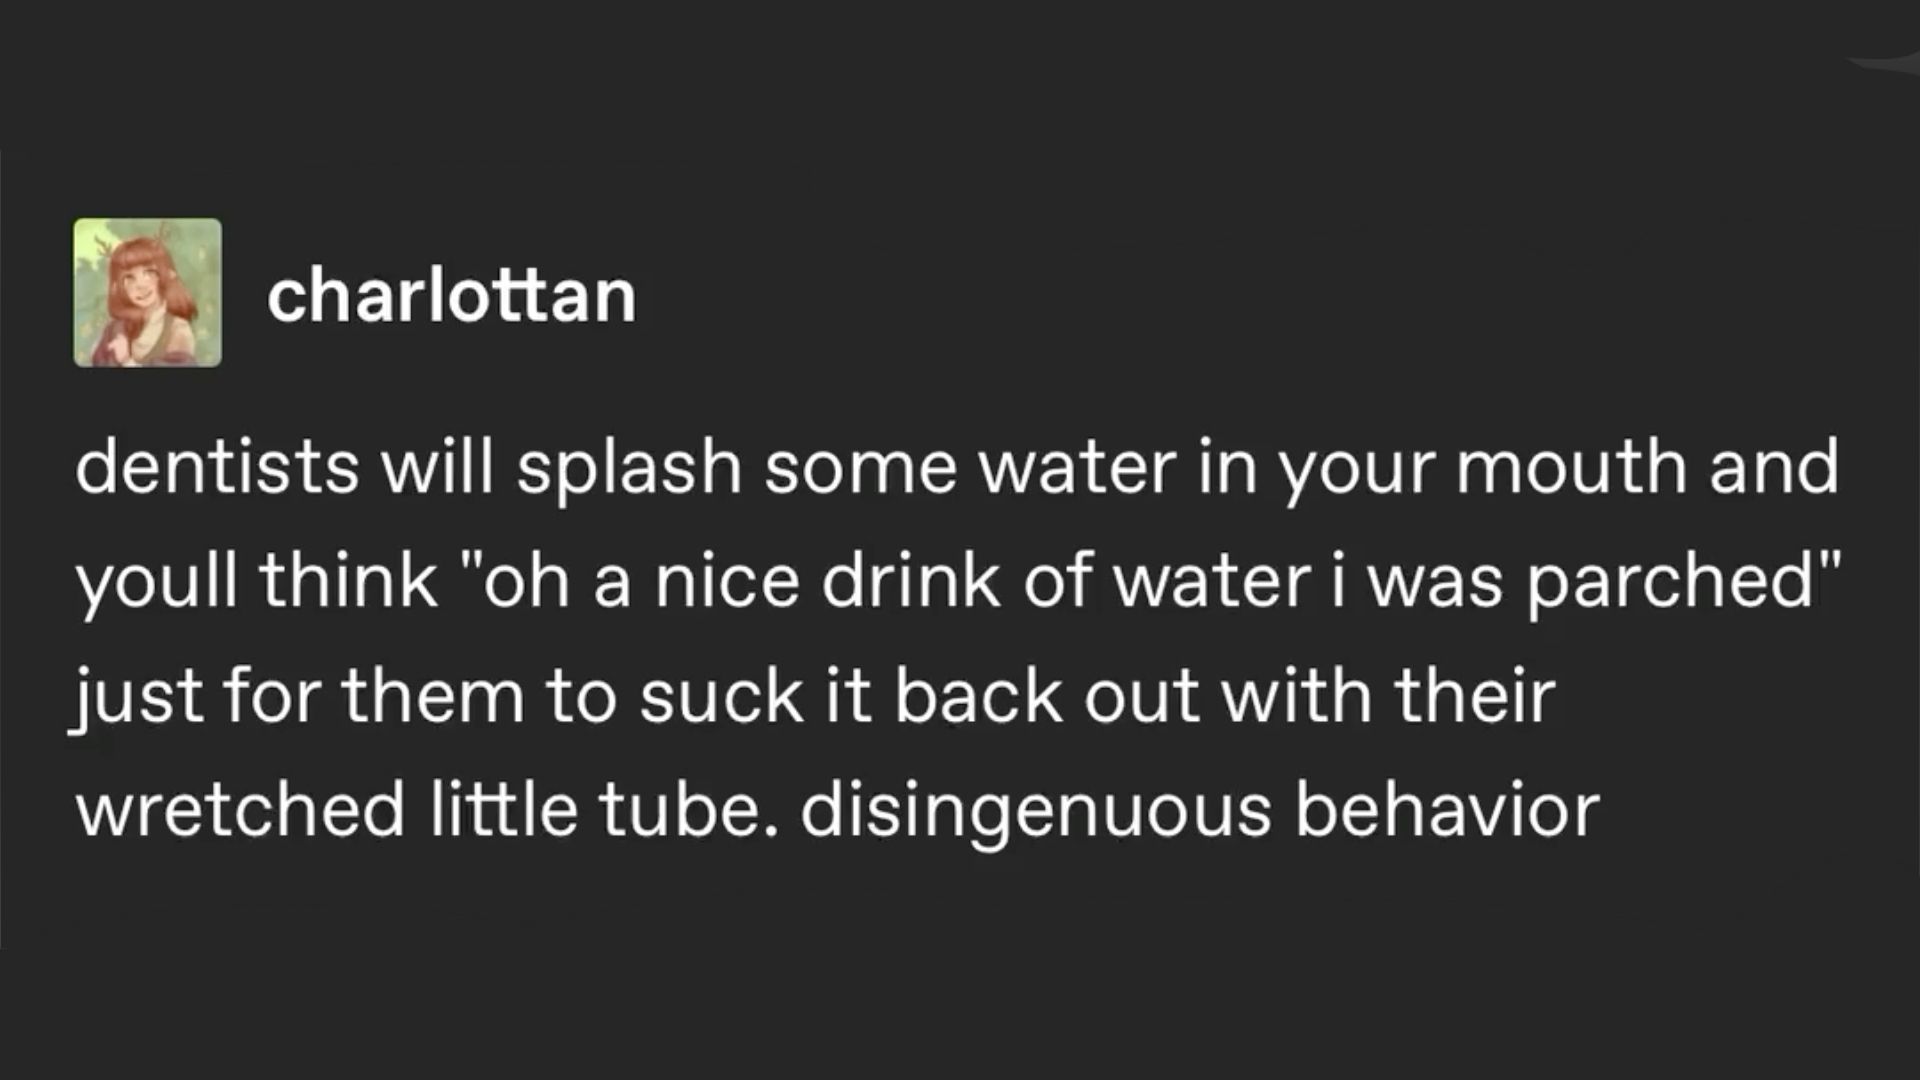 charlottan
dentists will splash some water in your mouth and
youll think "oh a nice drink of water i was parched"
just for them to suck it back out with their
wretched little tube. disingenuous behavior